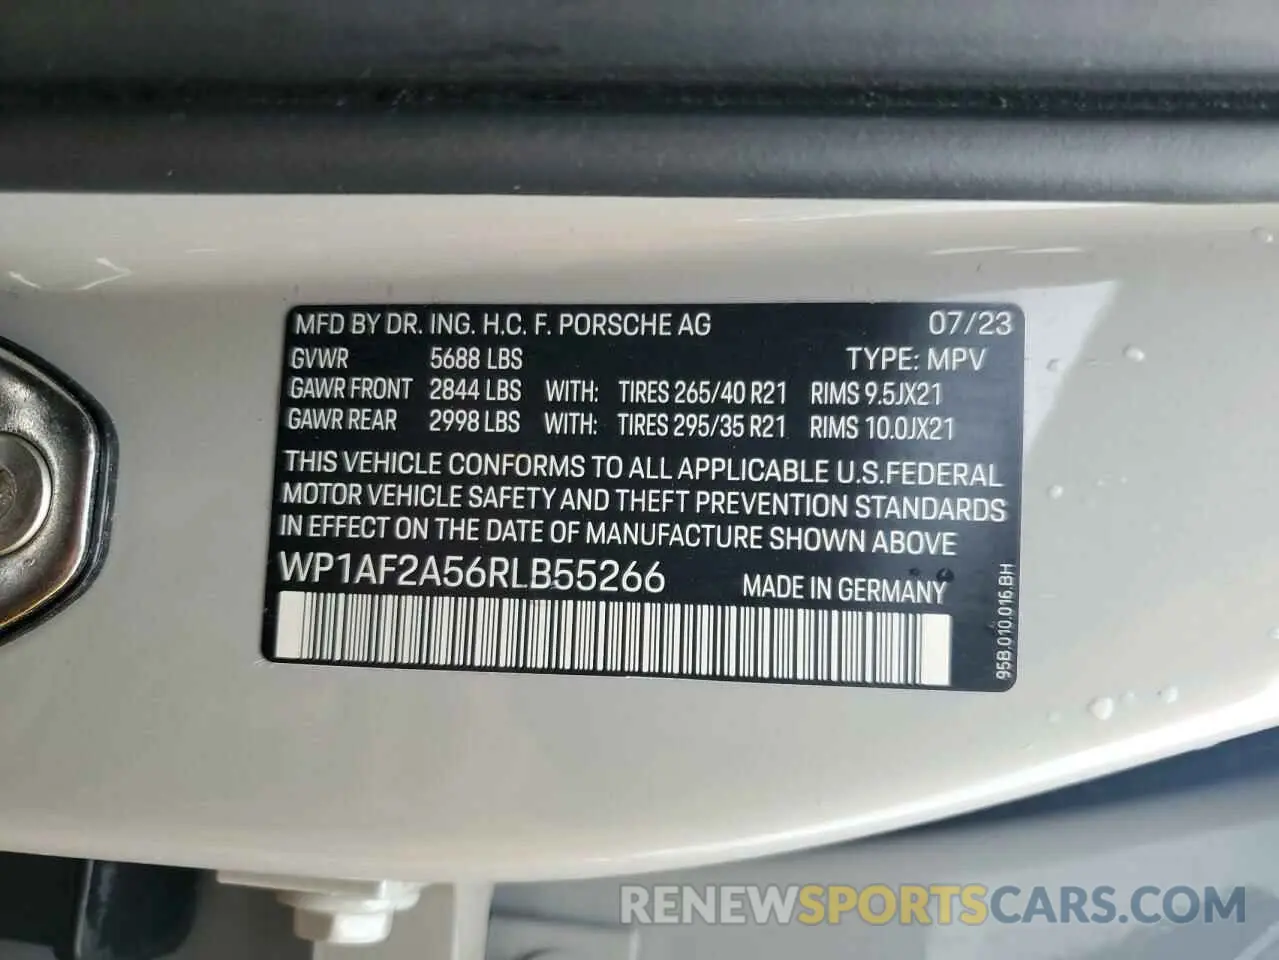 MFD BY DR. ING. H.C. F. PORSCHE AG 07/23
GVWR 5688 LBS TYPE: MPV
GAWR FRONT 2844 LBS WITH: TIRES 265/40 R21 RIMS 9.5JX21
GAWR REAR 2998 LBS WITH: TIRES 295/35 R21 RIMS 10.0JX21
THIS VEHICLE CONFORMS TO ALL APPLICABLE U.S.FEDERAL
MOTOR VEHICLE SAFETY AND THEFT PREVENTION STANDARDS
IN EFFECT ON THE DATE OF MANUFACTURE SHOWN ABOVE
WP1AF2A56RLB55266 MADE IN GERMANY
95B.010.016.BH
RENEWSPORTSCARS.COM